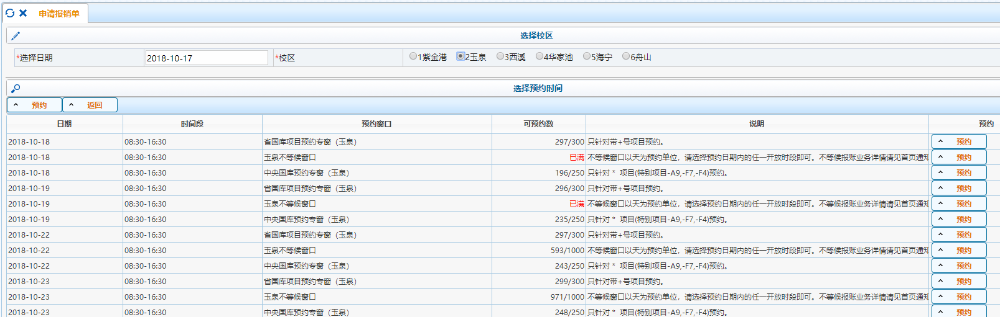 申请报销单
选择校区
*选择日期 2018-10-17 *校区 1紫金港 2玉泉 3西溪 4华家池 5海宁 6舟山
选择预约时间
预约 返回
日期 时间段 预约窗口 可预约数 说明 预约
2018-10-18 08:30-16:30 省国库项目预约专窗（玉泉） 297/300 只针对带+号项目预约。 预约
2018-10-18 08:30-16:30 玉泉不等候窗口 已满 不等候窗口以天为预约单位，请选择预约日期内的任一开放时段即可。不等候报账业务详情请见首页通知 预约
2018-10-18 08:30-16:30 中央国库预约专窗（玉泉） 196/250 只针对 * 项目(特别项目-A9,-F7,-F4)预约。 预约
2018-10-19 08:30-16:30 省国库项目预约专窗（玉泉） 296/300 只针对带+号项目预约。 预约
2018-10-19 08:30-16:30 玉泉不等候窗口 已满 不等候窗口以天为预约单位，请选择预约日期内的任一开放时段即可。不等候报账业务详情请见首页通知 预约
2018-10-19 08:30-16:30 中央国库预约专窗（玉泉） 235/250 只针对 * 项目(特别项目-A9,-F7,-F4)预约。 预约
2018-10-22 08:30-16:30 省国库项目预约专窗（玉泉） 297/300 只针对带+号项目预约。 预约
2018-10-22 08:30-16:30 玉泉不等候窗口 593/1000 不等候窗口以天为预约单位，请选择预约日期内的任一开放时段即可。不等候报账业务详情请见首页通知 预约
2018-10-22 08:30-16:30 中央国库预约专窗（玉泉） 243/250 只针对 * 项目(特别项目-A9,-F7,-F4)预约。 预约
2018-10-23 08:30-16:30 省国库项目预约专窗（玉泉） 299/300 只针对带+号项目预约。 预约
2018-10-23 08:30-16:30 玉泉不等候窗口 971/1000 不等候窗口以天为预约单位，请选择预约日期内的任一开放时段即可。不等候报账业务详情请见首页通知 预约
2018-10-23 08:30-16:30 中央国库预约专窗（玉泉） 248/250 只针对 * 项目(特别项目-A9,-F7,-F4)预约。 预约